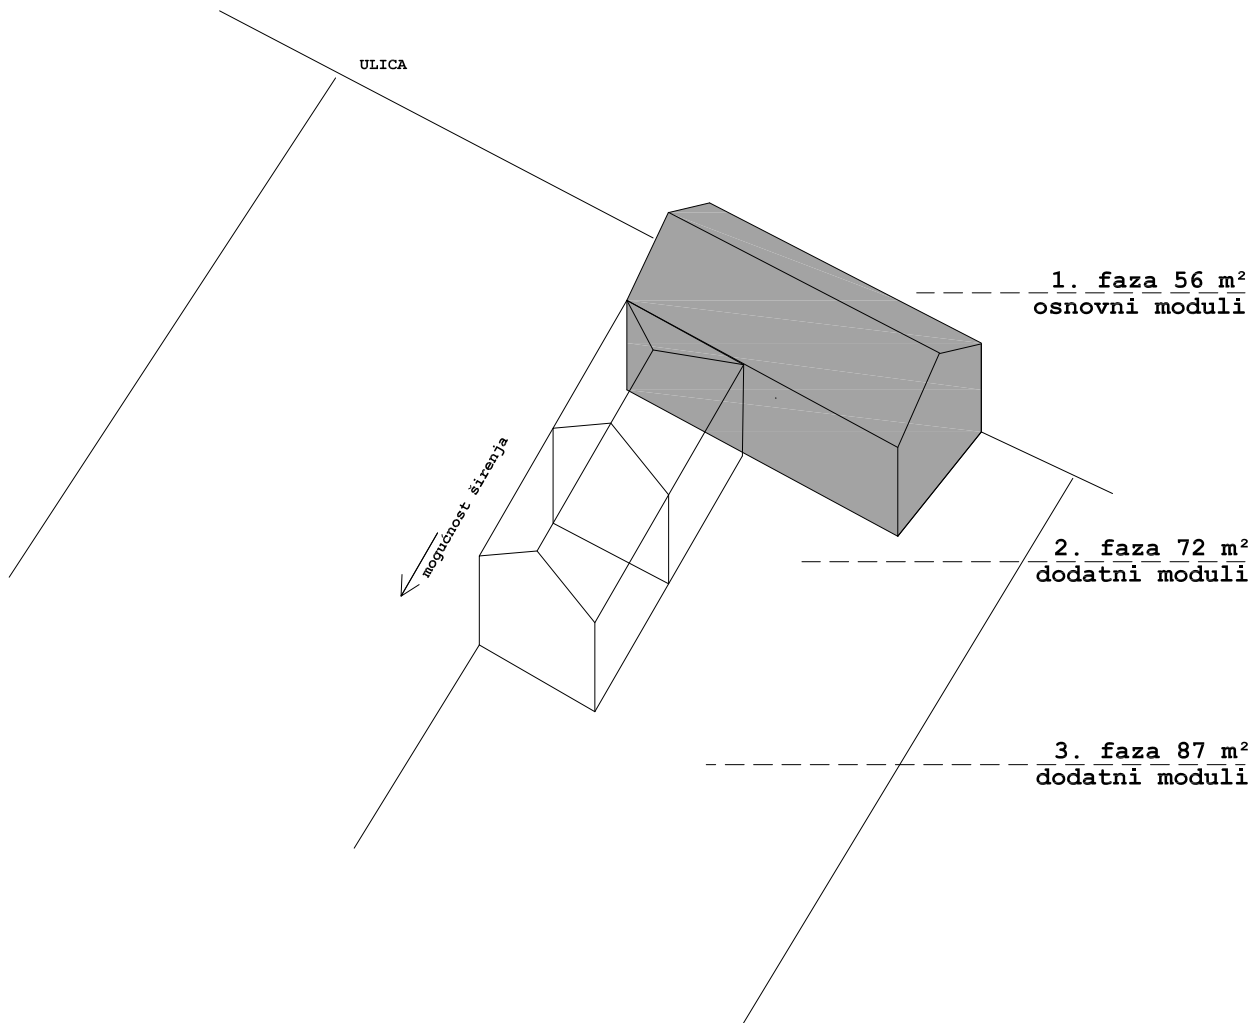 ULICA
1. faza 56 m²
osnovni moduli
mogućnost širenja
2. faza 72 m²
dodatni moduli
3. faza 87 m²
dodatni moduli